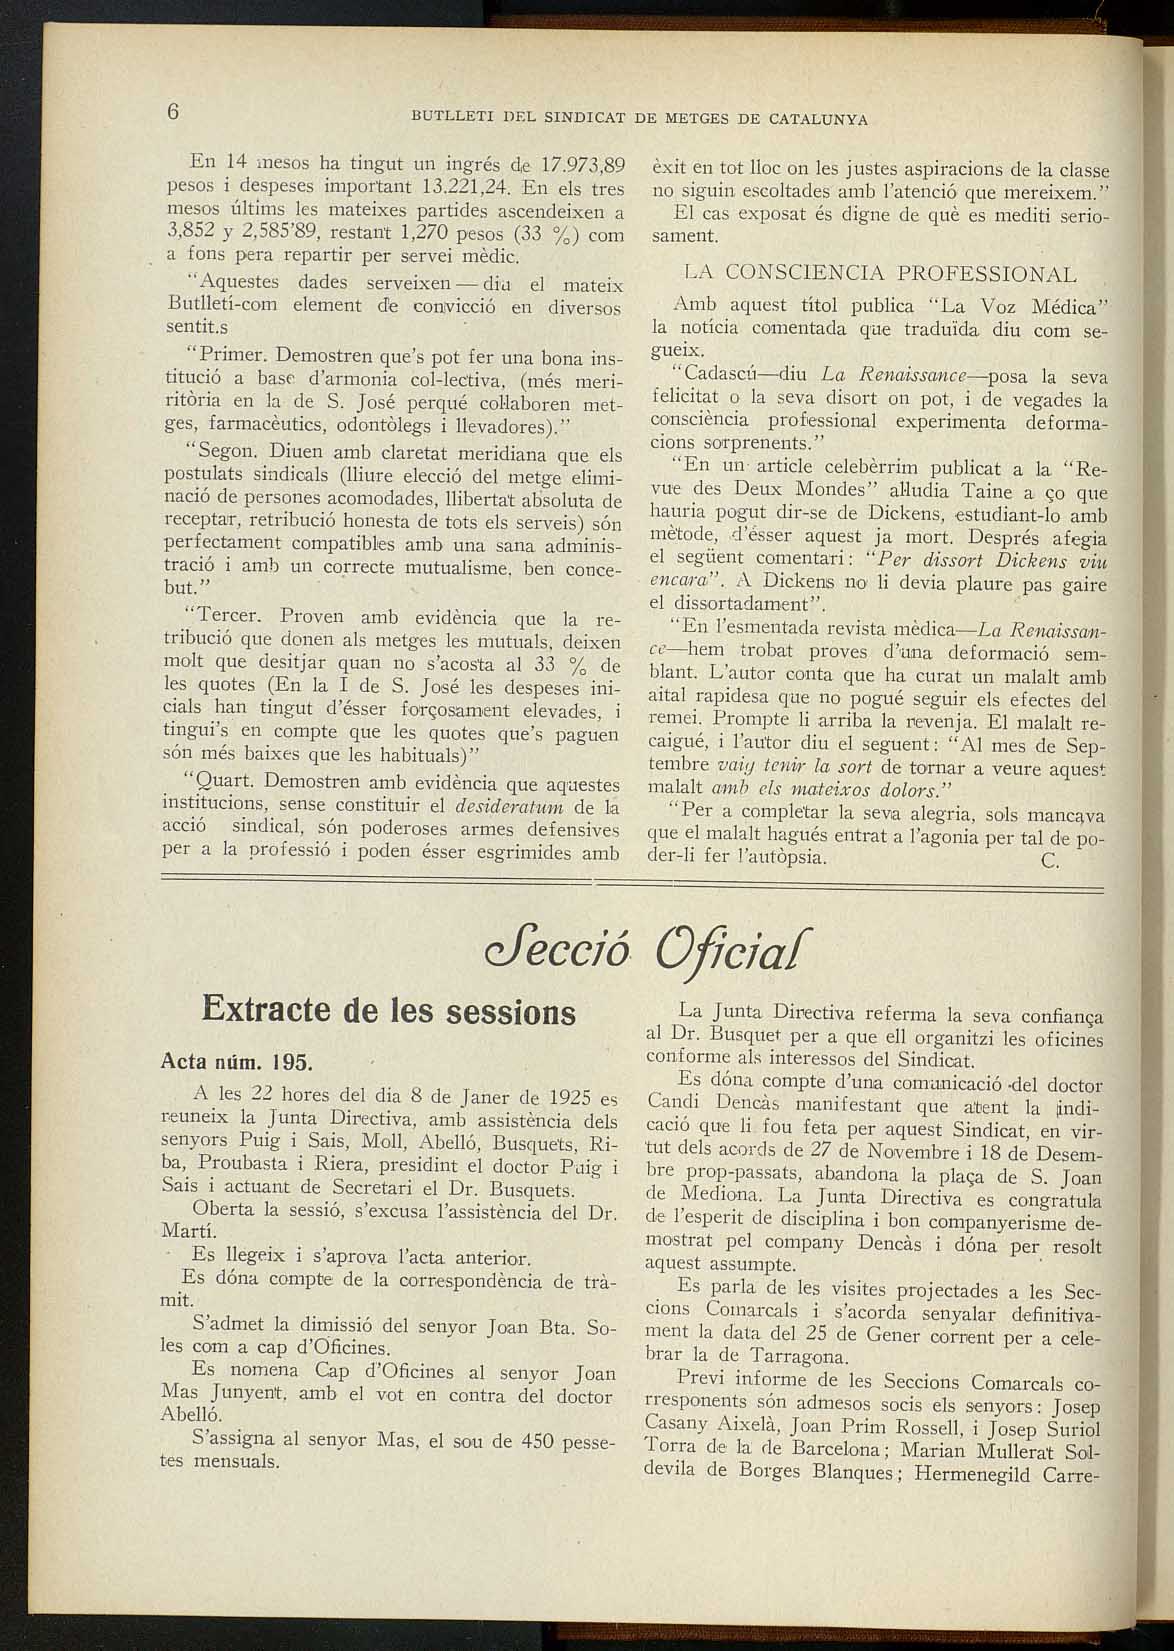 6
BUTLLETI DEL SINDICAT DE METGES DE CATALUNYA
En 14 mesos ha tingut un ingrés de 17.973,89
pesos i despeses important 13.221,24. En els tres
mesos últims les mateixes partides ascendeixen a
3,852 y 2,585'89, restant 1,270 pesos (33 %) com
a fons pera repartir per servei mèdic.
"Aquestes dades serveixen — diu el mateix
Butlletí-com element de convicció en diversos
sentit.s
"Primer. Demostren que's pot fer una bona ins-
titució a base d'armonia col-lectiva, (més meri-
ritòria en la de S. José perqué collaboren met-
ges, farmacèutics, odontòlegs i llevadores)."
"Segon. Diuen amb claretat meridiana que els
postulats sindicals (lliure elecció del metge elimi-
nació de persones acomodades, llibertat absoluta de
receptar, retribució honesta de tots els serveis) són
perfectament compatibles amb una sana adminis-
tració i amb un correcte mutualisme, ben conce-
but."
"Tercer. Proven amb evidència que la re-
tribució que donen als metges les mutuals, deixen
molt que desitjar quan no s'acosta al 33 % de
les quotes (En la I de S. José les despeses ini-
cials han tingut d'ésser forçosament elevades, i
tingui's en compte que les quotes que's paguen
són més baixes que les habituals)"
"Quart. Demostren amb evidència que aquestes
institucions, sense constituir el desideratum de la
acció sindical, són poderoses armes defensives
per a la professió i poden ésser esgrimides amb
èxit en tot lloc on les justes aspiracions de la classe
no siguin escoltades amb l'atenció que mereixem."
El cas exposat és digne de què es mediti serio-
sament.
LA CONSCIENCIA PROFESSIONAL
Amb aquest títol publica "La Voz Médica"
la notícia comentada que traduïda diu com se-
gueix.
"Cadascú—diu La Renaissance—posa la seva
felicitat o la seva disort on pot, i de vegades la
consciència professional experimenta deforma-
cions sorprenents."
"En un article celebèrrim publicat a la "Re-
vue des Deux Mondes" alludia Taine a ço que
hauria pogut dir-se de Dickens, estudiant-lo amb
mètode, d'ésser aquest ja mort. Després afegia
el següent comentari: "Per dissort Dickens viu
encara". A Dickens no li devia plaure pas gaire
el dissortadament".
"En l'esmentada revista mèdica—La Renaissan-
ce—hem trobat proves d'una deformació sem-
blant. L'autor conta que ha curat un malalt amb
aital rapidesa que no pogué seguir els efectes del
remei. Prompte li arriba la revenja. El malalt re-
caigué, i l'autor diu el seguent: "Al mes de Sep-
tembre vaig tenir la sort de tornar a veure aquest
malalt amb els mateixos dolors."
"Per a completar la seva alegria, sols mancava
que el malalt hagués entrat a l'agonia per tal de po-
der-li fer l'autòpsia. C.
Secció Oficial
Extracte de les sessions
Acta núm. 195.
A les 22 hores del dia 8 de Janer de 1925 es
reuneix la Junta Directiva, amb assistència dels
senyors Puig i Sais, Moll, Abelló, Busquets, Ri-
ba, Proubasta i Riera, presidint el doctor Puig i
Sais i actuant de Secretari el Dr. Busquets.
Oberta la sessió, s'excusa l'assistència del Dr.
Martí.
Es llegeix i s'aprova l'acta anterior.
Es dóna compte de la correspondència de trà-
mit.
S'admet la dimissió del senyor Joan Bta. So-
les com a cap d'Oficines.
Es nomena Cap d'Oficines al senyor Joan
Mas Junyent, amb el vot en contra del doctor
Abelló.
S'assigna al senyor Mas, el sou de 450 pesse-
tes mensuals.
La Junta Directiva referma la seva confiança
al Dr. Busquet per a que ell organitzi les oficines
conforme als interessos del Sindicat.
Es dóna compte d'una comunicació del doctor
Candi Dencàs manifestant que atent la indi-
cació que li fou feta per aquest Sindicat, en vir-
tut dels acords de 27 de Novembre i 18 de Desem-
bre prop-passats, abandona la plaça de S. Joan
de Mediona. La Junta Directiva es congratula
de l'esperit de disciplina i bon companyerisme de-
mostrat pel company Dencàs i dóna per resolt
aquest assumpte.
Es parla de les visites projectades a les Sec-
cions Comarcals i s'acorda senyalar definitiva-
ment la data del 25 de Gener corrent per a cele-
brar la de Tarragona.
Previ informe de les Seccions Comarcals co-
rresponents són admesos socis els senyors: Josep
Casany Aixelà, Joan Prim Rossell, i Josep Suriol
Torra de la de Barcelona; Marian Mullerat Sol-
devila de Borges Blanques; Hermenegild Carre-